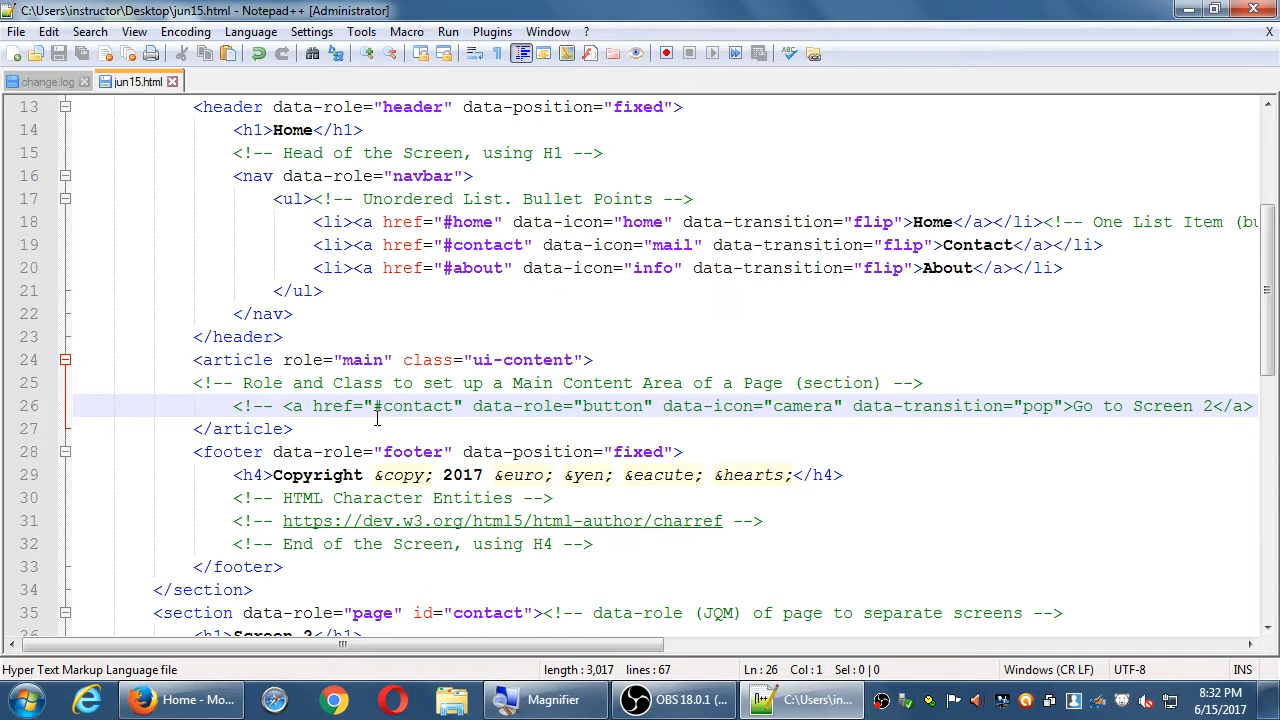 C:\Users\instructor\Desktop\jun15.html - Notepad++ [Administrator]
File Edit Search View Encoding Language Settings Tools Macro Run Plugins Window ? X
change.log jun15.html
13 <header data-role="header" data-position="fixed">
14 <h1>Home</h1>
15 <!-- Head of the Screen, using H1 -->
16 <nav data-role="navbar">
17 <ul><!-- Unordered List. Bullet Points -->
18 <li><a href="#home" data-icon="home" data-transition="flip">Home</a></li><!-- One List Item (bu
19 <li><a href="#contact" data-icon="mail" data-transition="flip">Contact</a></li>
20 <li><a href="#about" data-icon="info" data-transition="flip">About</a></li>
21 </ul>
22 </nav>
23 </header>
24 <article role="main" class="ui-content">
25 <!-- Role and Class to set up a Main Content Area of a Page (section) -->
26 <!-- <a href="#contact" data-role="button" data-icon="camera" data-transition="pop">Go to Screen 2</a>
27 </article>
28 <footer data-role="footer" data-position="fixed">
29 <h4>Copyright &copy; 2017 &euro; &yen; &eacute; &hearts;</h4>
30 <!-- HTML Character Entities -->
31 <!-- https://dev.w3.org/html5/html-author/charref -->
32 <!-- End of the Screen, using H4 -->
33 </footer>
34 </section>
35 <section data-role="page" id="contact"><!-- data-role (JQM) of page to separate screens -->
36 <h1>Screen 2</h1>
Hyper Text Markup Language file length : 3,017 lines : 67 Ln : 26 Col : 1 Sel : 0 | 0 Windows (CR LF) UTF-8 INS
Home - Mo... Magnifier OBS 18.0.1 (... C:\Users\in... 8:32 PM
6/15/2017